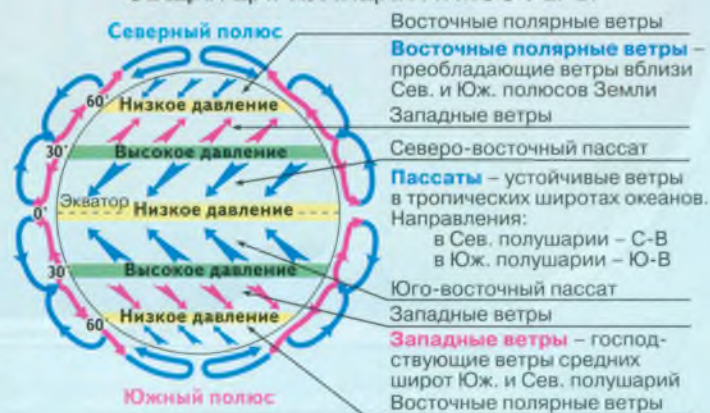 Северный полюс
60°
Низкое давление
30°
Высокое давление
Экватор
0°
Низкое давление
30°
Высокое давление
60°
Низкое давление
Южный полюс
Восточные полярные ветры
Восточные полярные ветры –
преобладающие ветры вблизи
Сев. и Юж. полюсов Земли
Западные ветры
Северо-восточный пассат
Пассаты – устойчивые ветры
в тропических широтах океанов.
Направления:
в Сев. полушарии – С-В
в Юж. полушарии – Ю-В
Юго-восточный пассат
Западные ветры
Западные ветры – господ-
ствующие ветры средних
широт Юж. и Сев. полушарий
Восточные полярные ветры